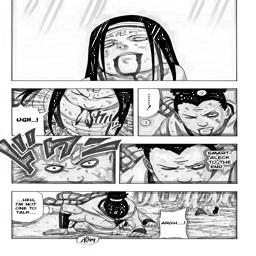 ......
UGH...!
SMART-
ALECK TO
THE END...
...HEH,
I'M NOT
ONE TO
TALK...
ARGH...!